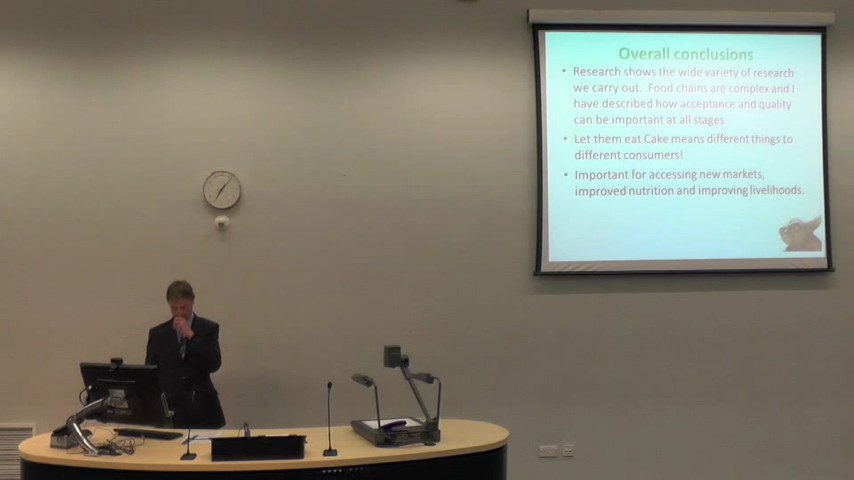 Overall conclusions
• Research shows the wide variety of research
we carry out. Food chains are complex and I
have described how acceptance and quality
can be important at all stages
• Let them eat Cake means different things to
different consumers!
• Important for accessing new markets,
improved nutrition and improving livelihoods.